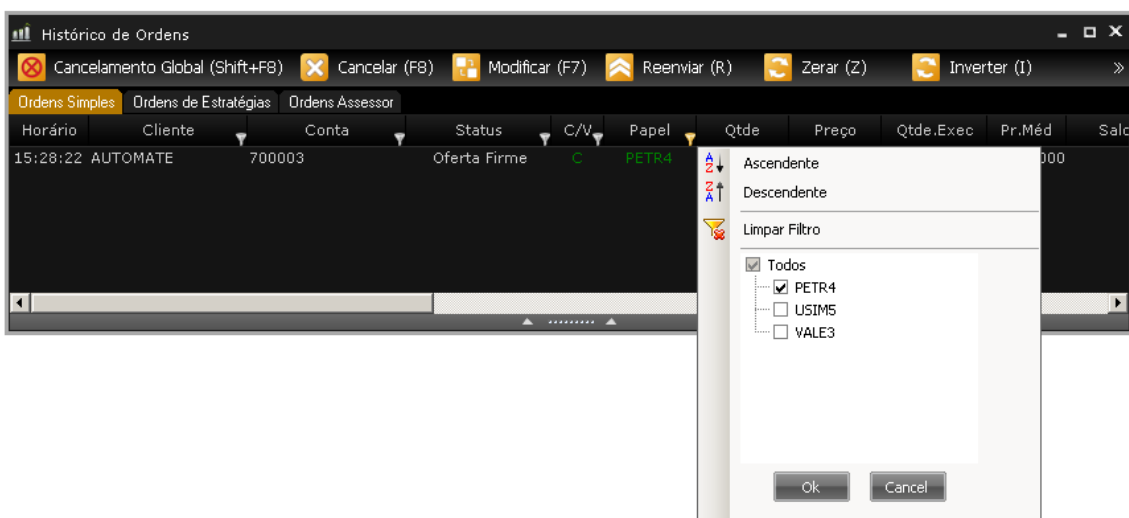 Histórico de Ordens
Cancelamento Global (Shift+F8) Cancelar (F8) Modificar (F7) Reenviar (R) Zerar (Z) Inverter (I) »
Ordens Simples Ordens de Estratégias Ordens Assessor
Horário Cliente Conta Status C/V Papel Qtde Preço Qtde.Exec Pr.Méd
15:28:22 AUTOMATE 700003 Oferta Firme C PETR4
Ascendente
Descendente
Limpar Filtro
Todos
PETR4
USIM5
VALE3
Ok Cancel